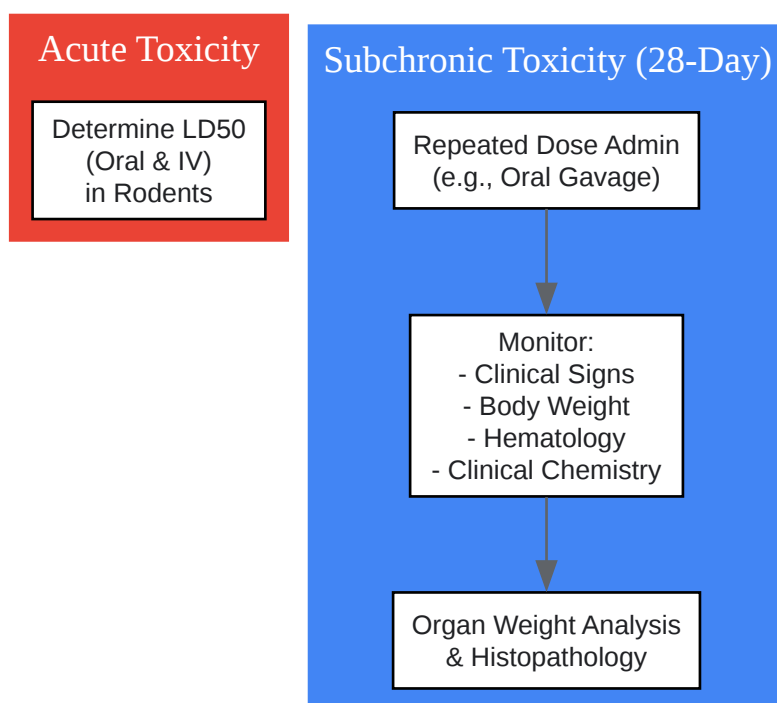 Acute Toxicity
Determine LD50
(Oral & IV)
in Rodents
Subchronic Toxicity (28-Day)
Repeated Dose Admin
(e.g., Oral Gavage)
Monitor:
- Clinical Signs
- Body Weight
- Hematology
- Clinical Chemistry
Organ Weight Analysis
& Histopathology